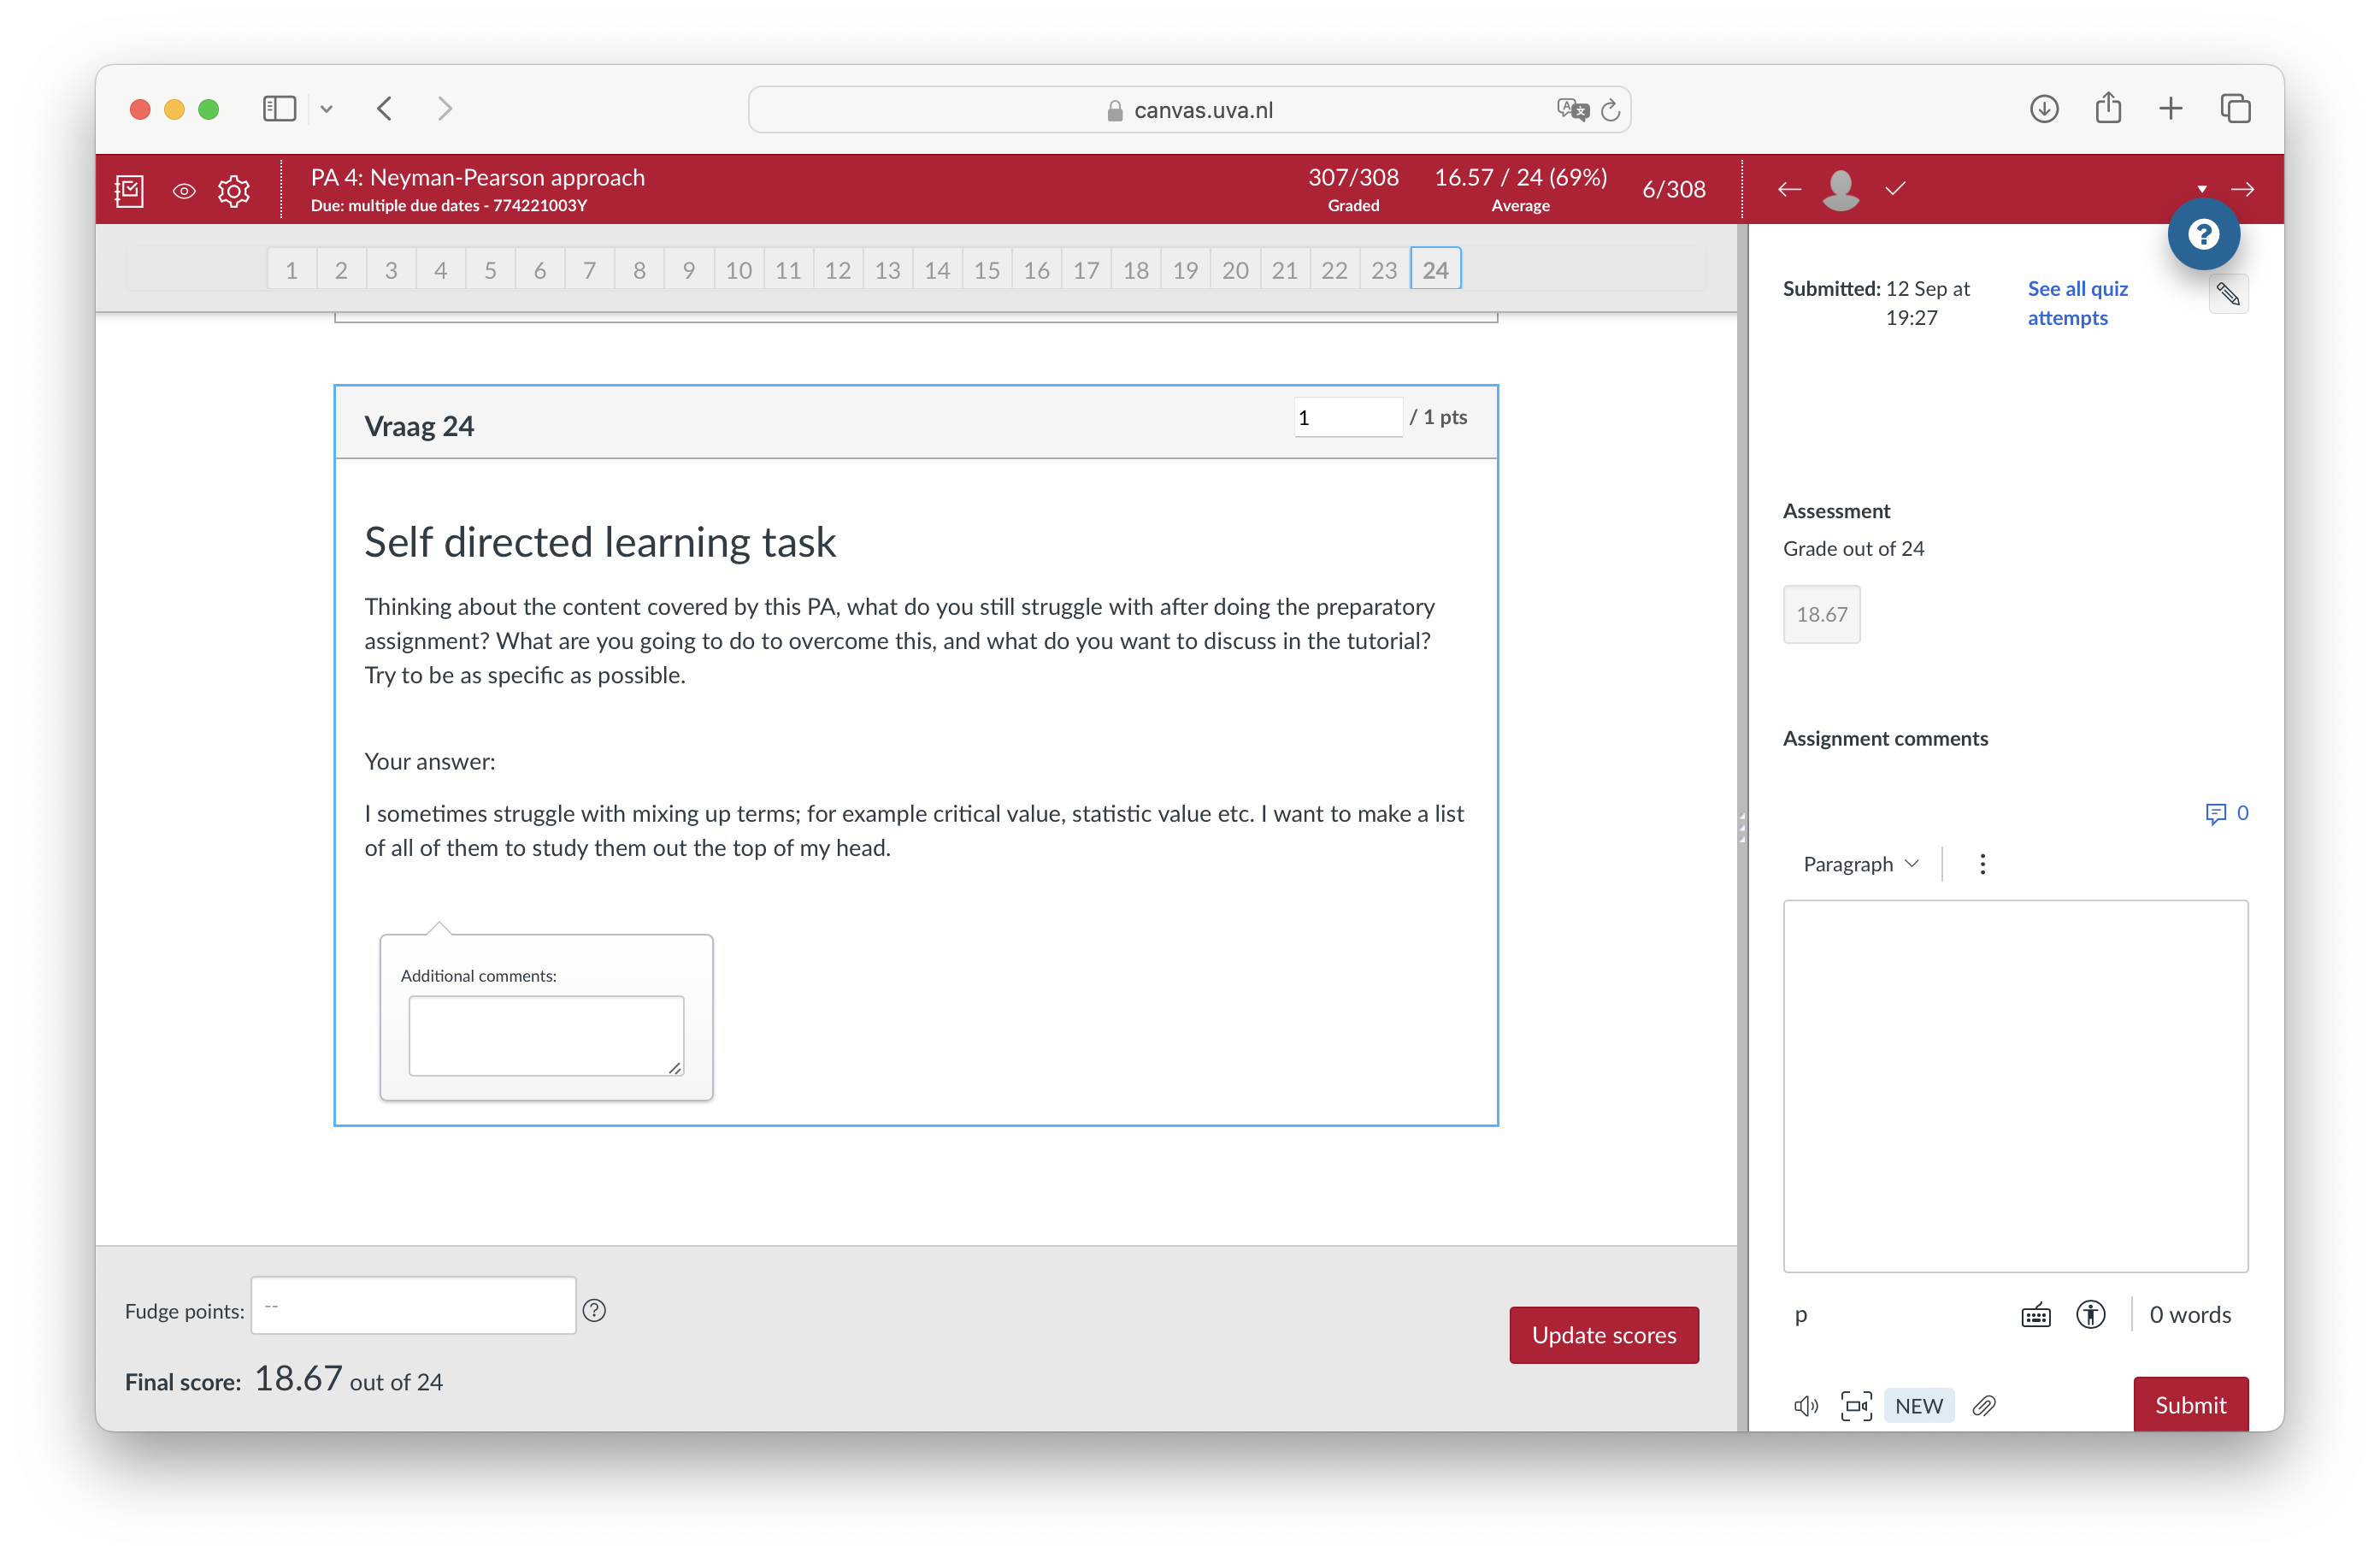 canvas.uva.nl
PA 4: Neyman-Pearson approach
Due: multiple due dates - 774221003Y
307/308
Graded
16.57 / 24 (69%)
Average
6/308
1 2 3 4 5 6 7 8 9 10 11 12 13 14 15 16 17 18 19 20 21 22 23 24
Vraag 24
1 / 1 pts
Self directed learning task
Thinking about the content covered by this PA, what do you still struggle with after doing the preparatory
assignment? What are you going to do to overcome this, and what do you want to discuss in the tutorial?
Try to be as specific as possible.
Your answer:
I sometimes struggle with mixing up terms; for example critical value, statistic value etc. I want to make a list
of all of them to study them out the top of my head.
Additional comments:
Fudge points: --
Final score: 18.67 out of 24
Update scores
Submitted: 12 Sep at
19:27
See all quiz
attempts
Assessment
Grade out of 24
18.67
Assignment comments
0
Paragraph
p
0 words
NEW
Submit